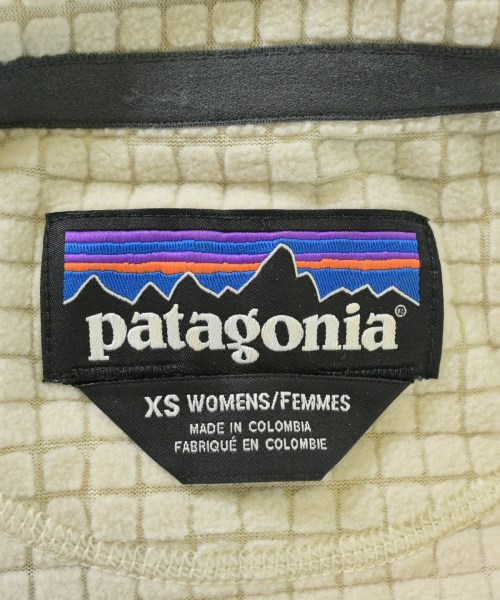 patagonia®
XS WOMENS/FEMMES
MADE IN COLOMBIA
FABRIQUÉ EN COLOMBIE